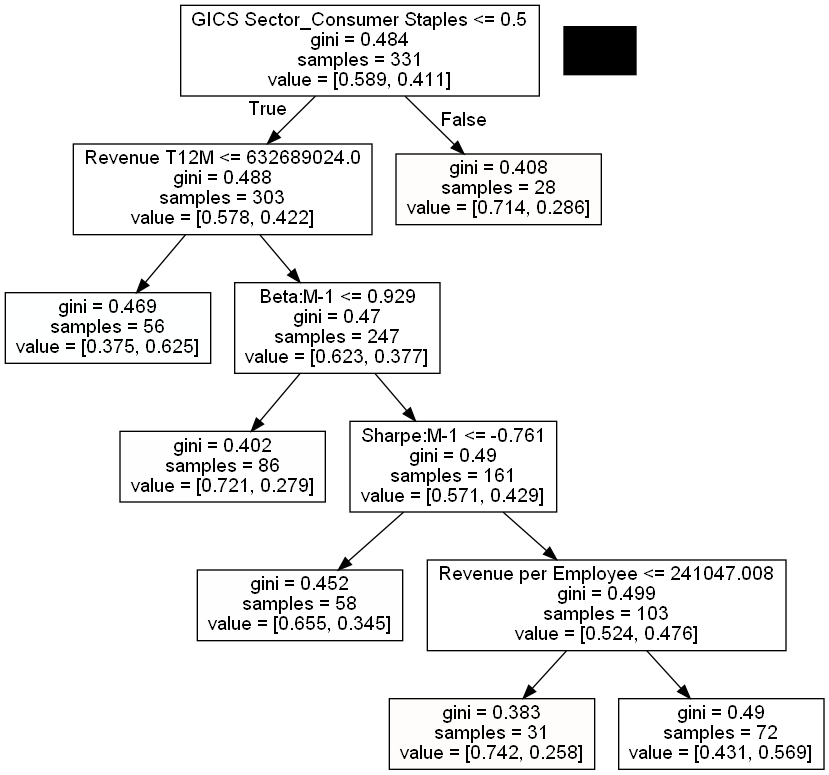 GICS Sector_Consumer Staples <= 0.5
gini = 0.484
samples = 331
value = [0.589, 0.411]
True
False
Revenue T12M <= 632689024.0
gini = 0.488
samples = 303
value = [0.578, 0.422]
gini = 0.408
samples = 28
value = [0.714, 0.286]
gini = 0.469
samples = 56
value = [0.375, 0.625]
Beta:M-1 <= 0.929
gini = 0.47
samples = 247
value = [0.623, 0.377]
gini = 0.402
samples = 86
value = [0.721, 0.279]
Sharpe:M-1 <= -0.761
gini = 0.49
samples = 161
value = [0.571, 0.429]
gini = 0.452
samples = 58
value = [0.655, 0.345]
Revenue per Employee <= 241047.008
gini = 0.499
samples = 103
value = [0.524, 0.476]
gini = 0.383
samples = 31
value = [0.742, 0.258]
gini = 0.49
samples = 72
value = [0.431, 0.569]